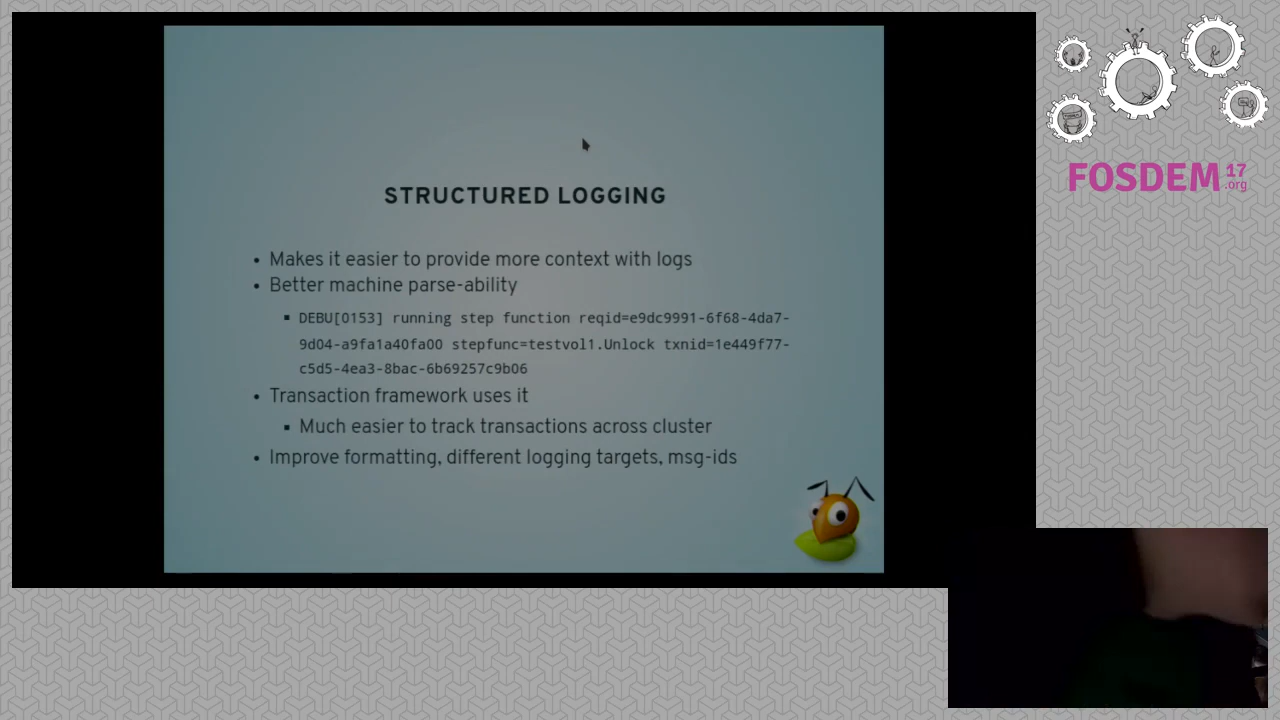 STRUCTURED LOGGING
• Makes it easier to provide more context with logs
• Better machine parse-ability
▪ DEBU[0153] running step function reqid=e9dc9991-6f68-4da7-
9d04-a9fa1a40fa00 stepfunc=testvol1.Unlock txnid=1e449f77-
c5d5-4ea3-8bac-6b69257c9b06
• Transaction framework uses it
▪ Much easier to track transactions across cluster
• Improve formatting, different logging targets, msg-ids
FOSDEM 17
.org